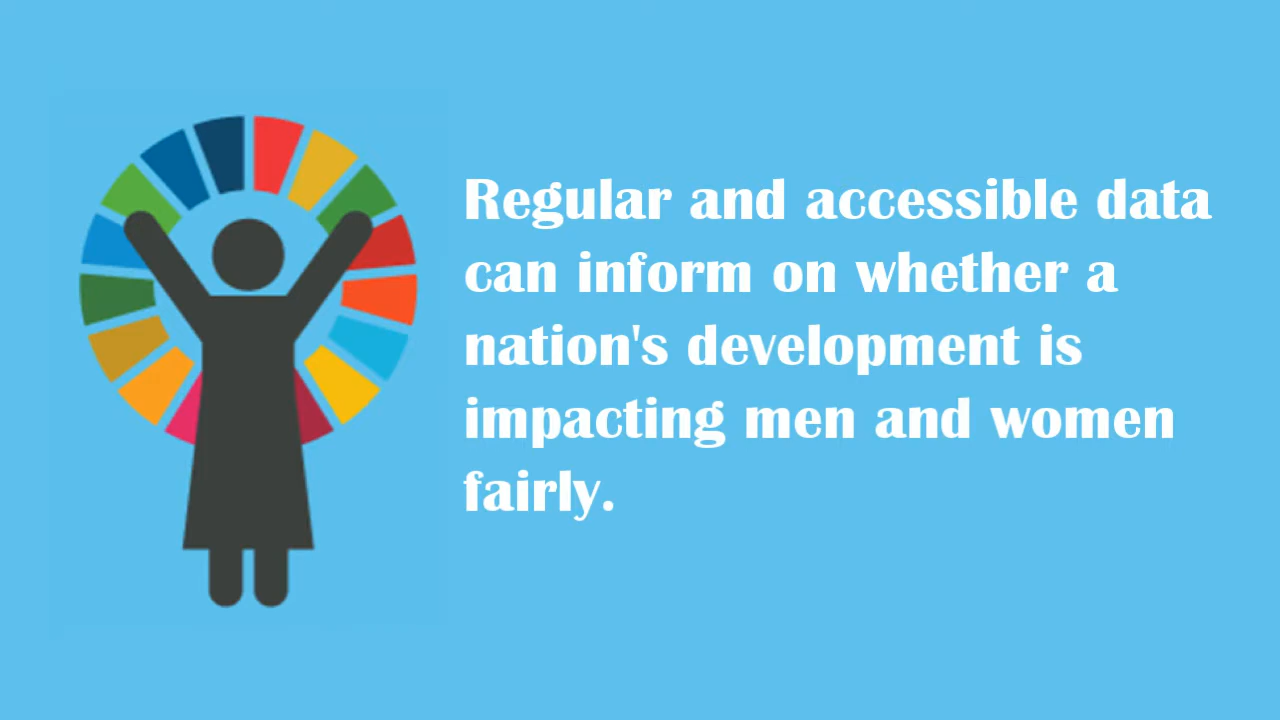 Regular and accessible data
can inform on whether a
nation's development is
impacting men and women
fairly.